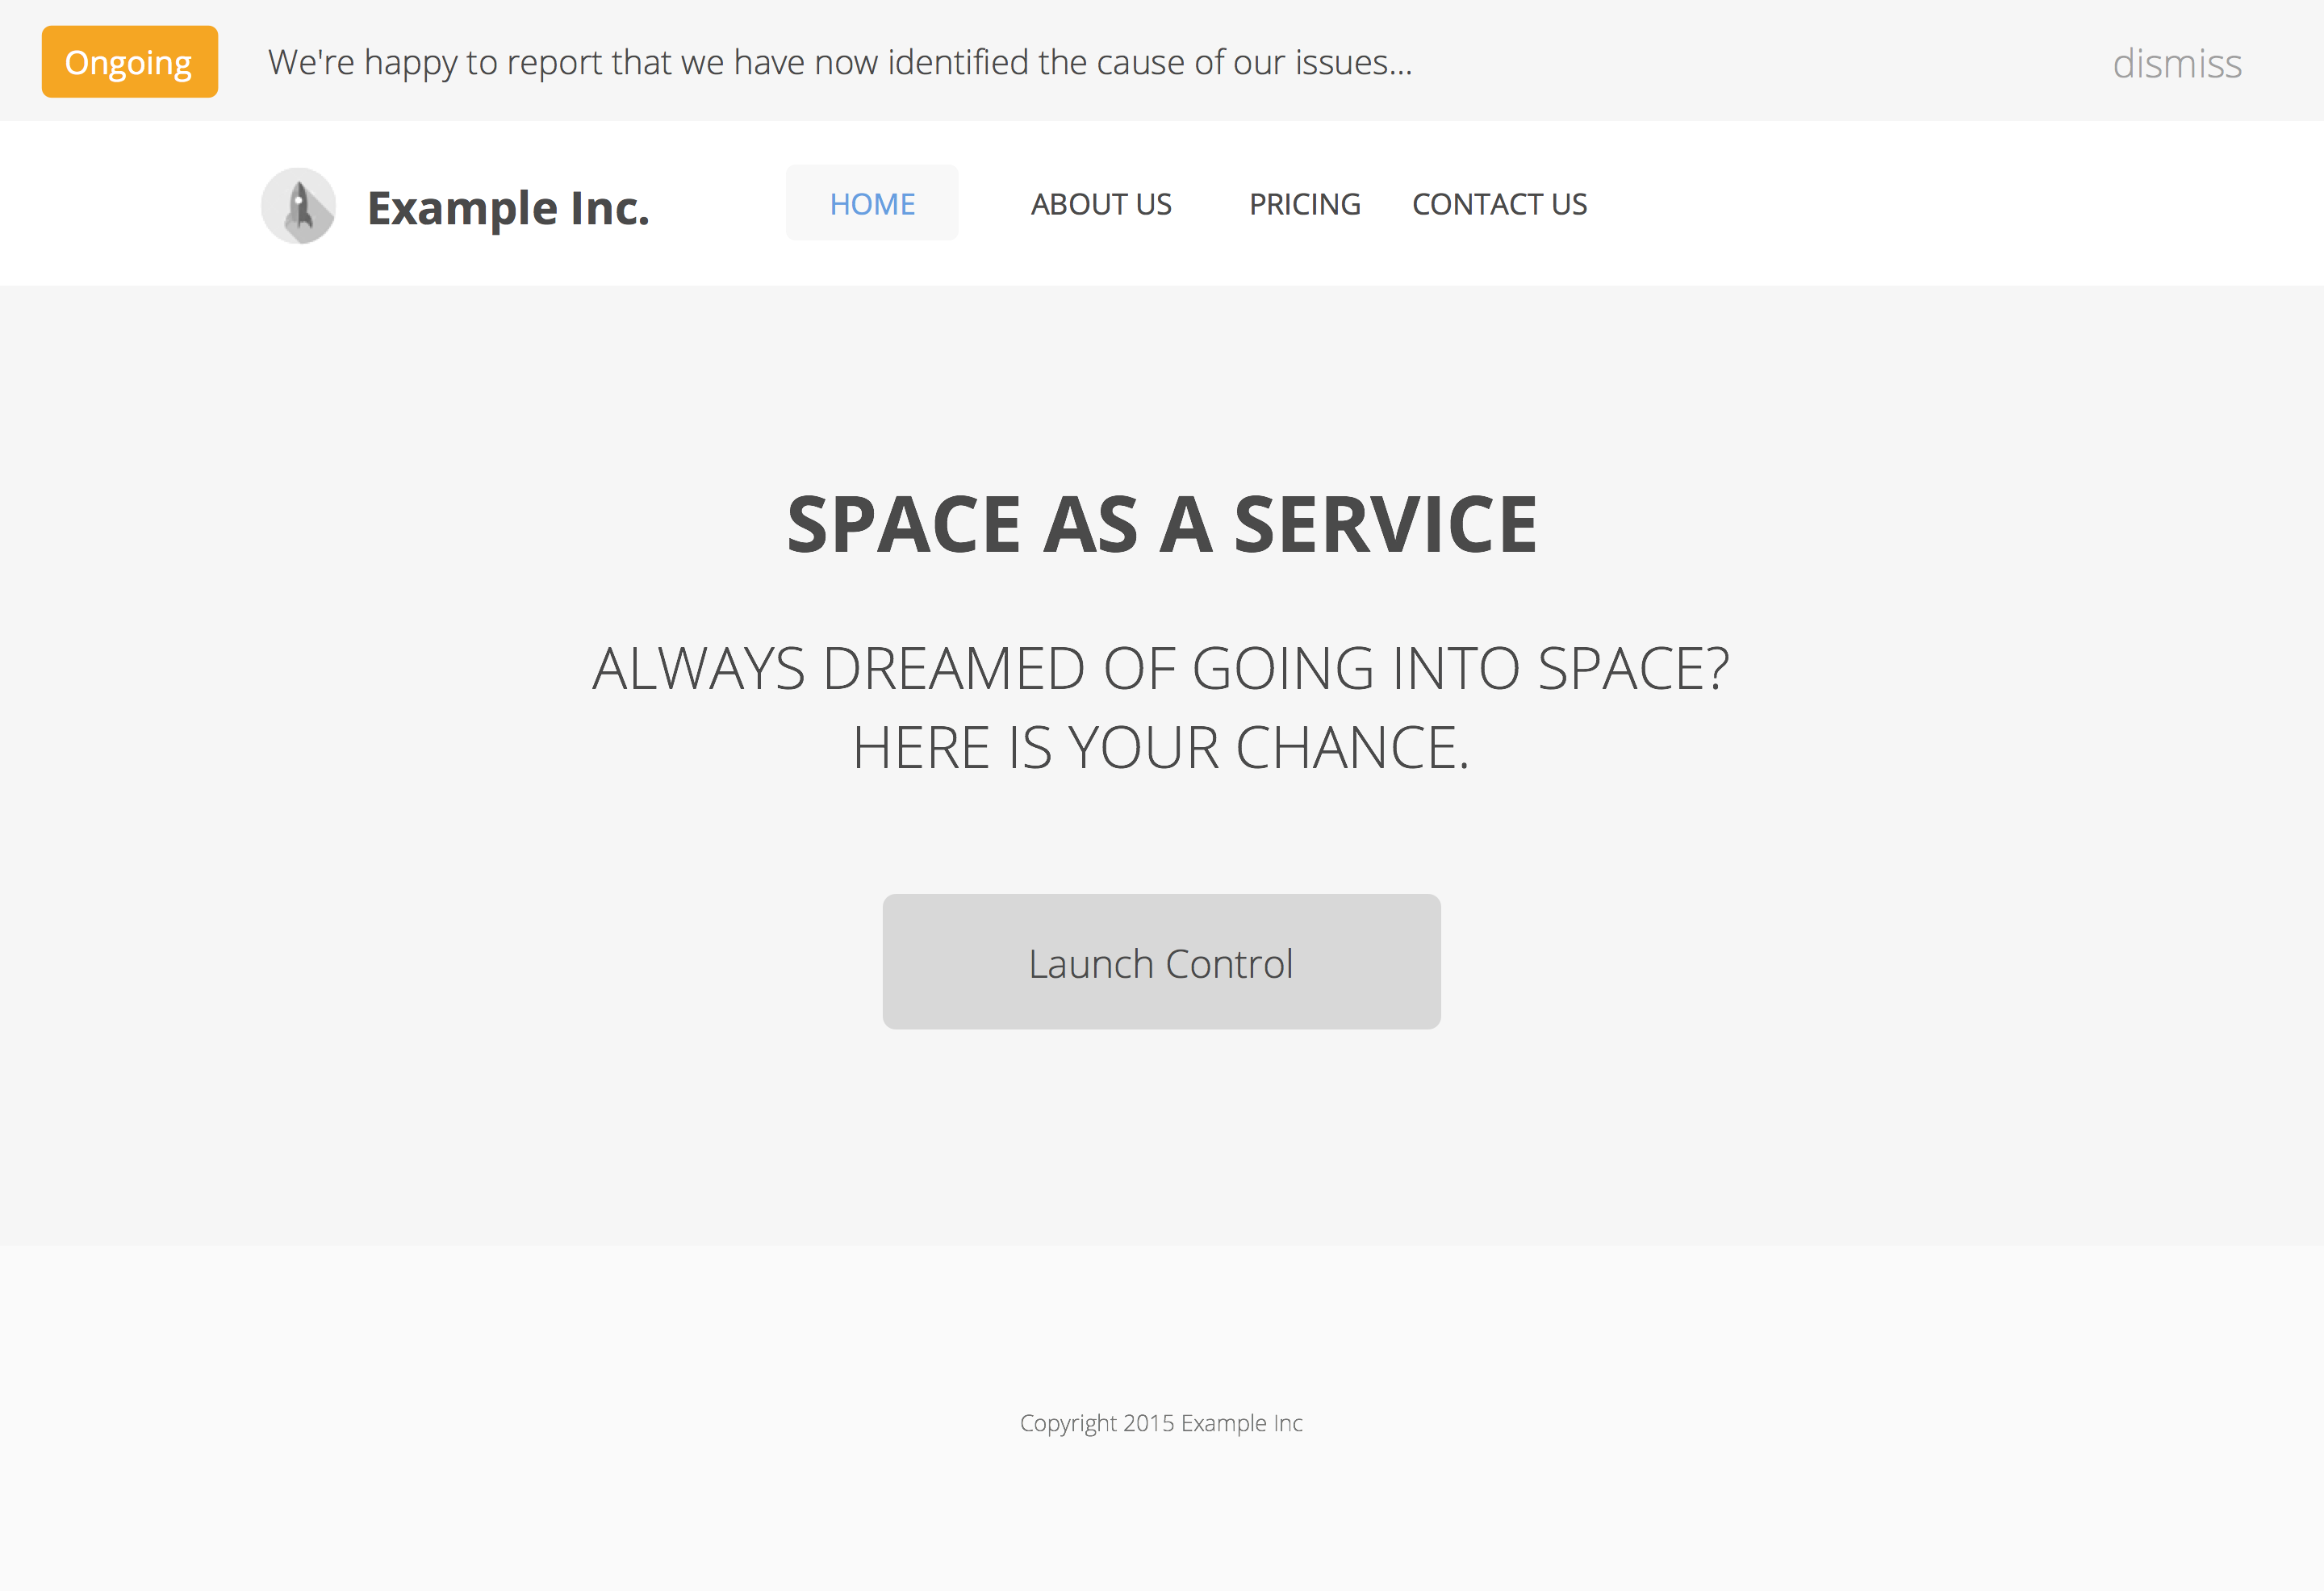 Ongoing
We're happy to report that we have now identified the cause of our issues...
dismiss
Example Inc.
HOME
ABOUT US
PRICING
CONTACT US
SPACE AS A SERVICE
ALWAYS DREAMED OF GOING INTO SPACE?
HERE IS YOUR CHANCE.
Launch Control
Copyright 2015 Example Inc